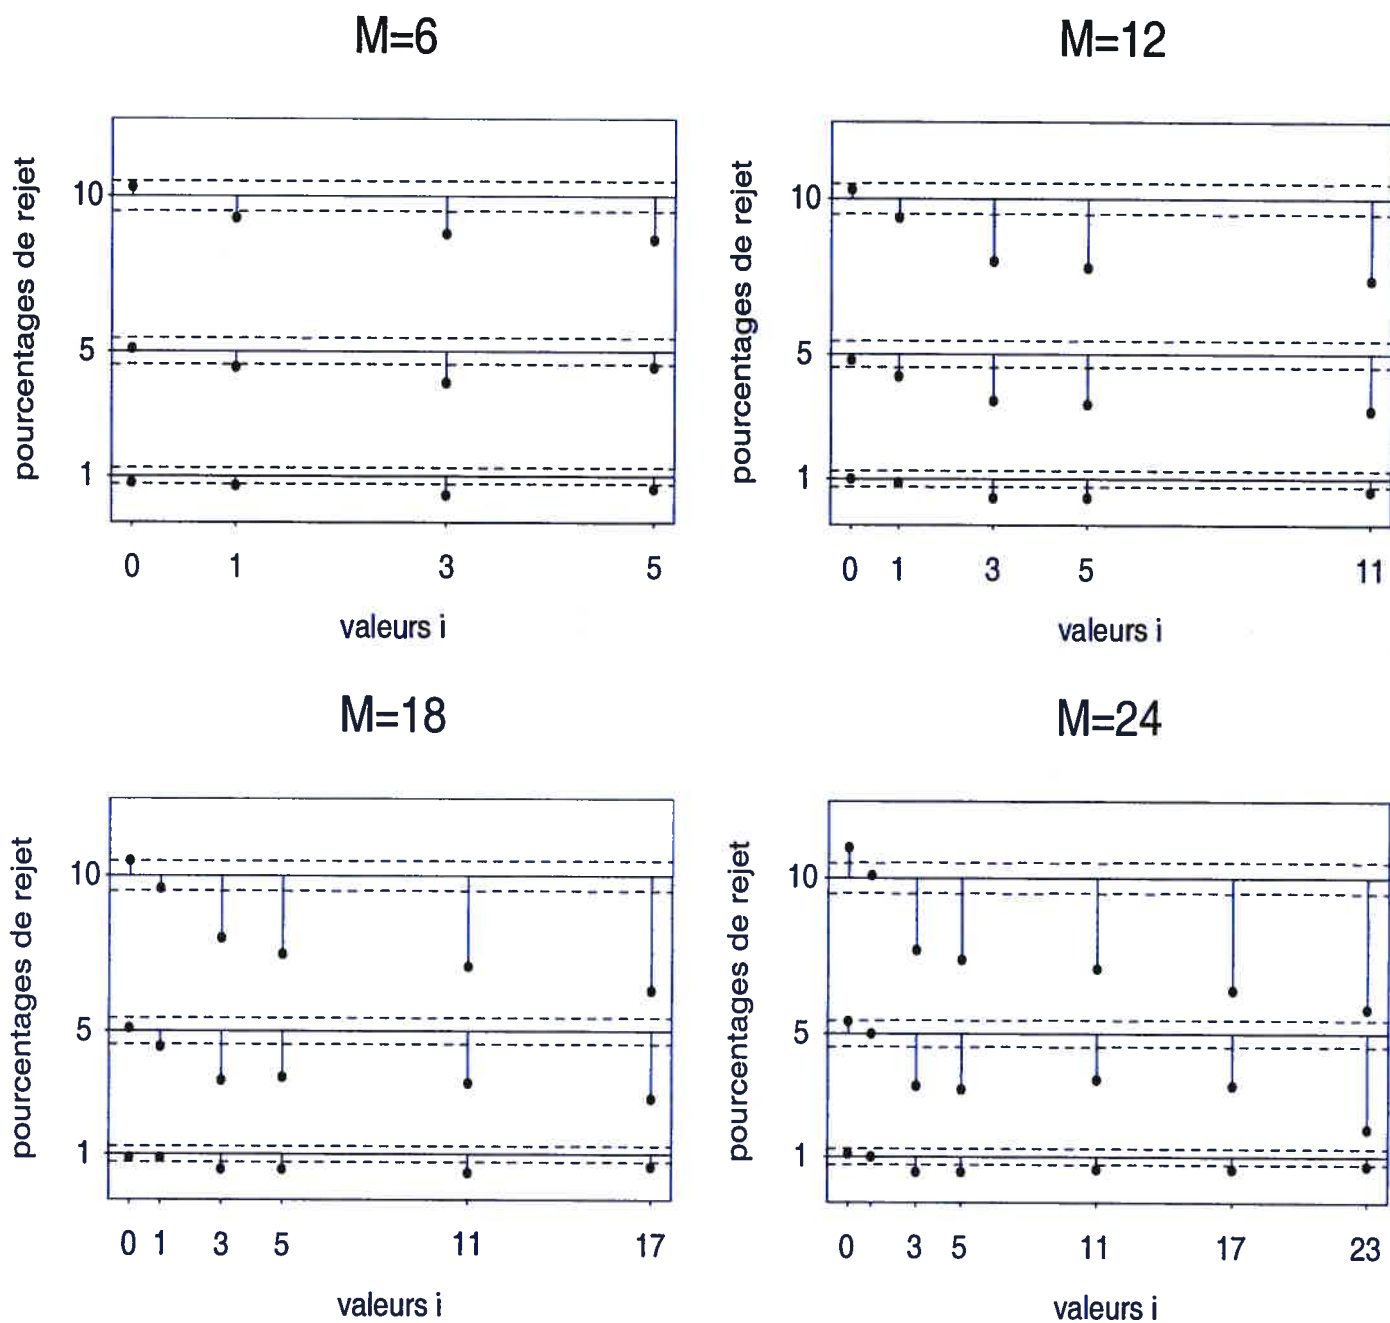 M=6
pourcentages de rejet
10
5
1
0 1 3 5
valeurs i
M=12
pourcentages de rejet
10
5
1
0 1 3 5 11
valeurs i
M=18
pourcentages de rejet
10
5
1
0 1 3 5 11 17
valeurs i
M=24
pourcentages de rejet
10
5
1
0 3 5 11 17 23
valeurs i